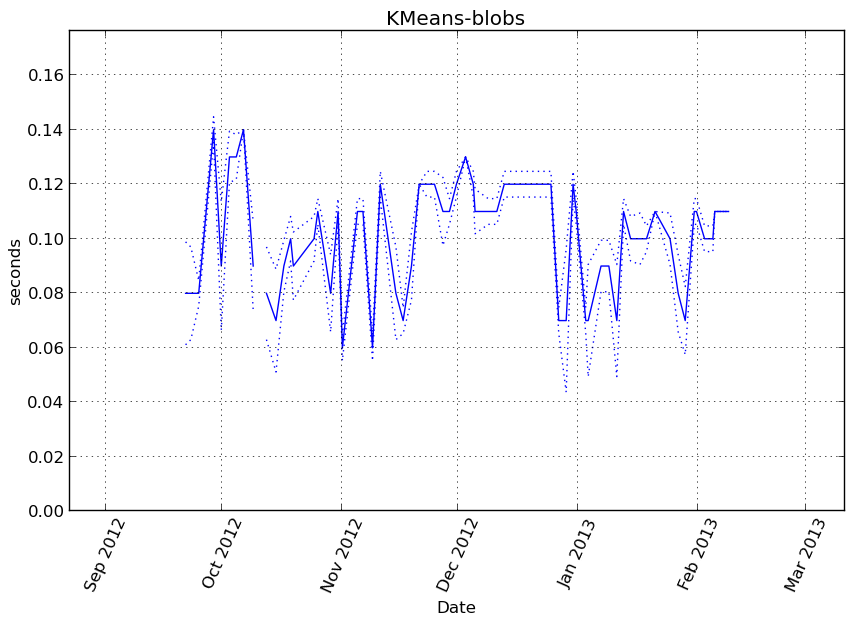 KMeans-blobs
0.16
0.14
0.12
0.10
0.08
0.06
0.04
0.02
0.00
seconds
Sep 2012
Oct 2012
Nov 2012
Dec 2012
Jan 2013
Feb 2013
Mar 2013
Date